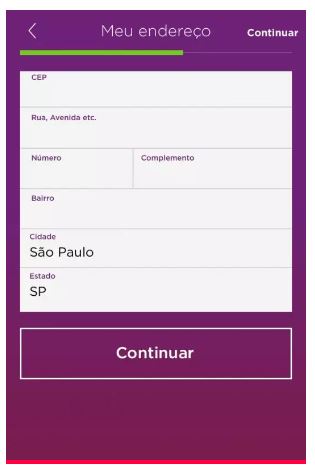 Meu endereço Continuar
CEP
Rua, Avenida etc.
Número Complemento
Bairro
Cidade
São Paulo
Estado
SP
Continuar